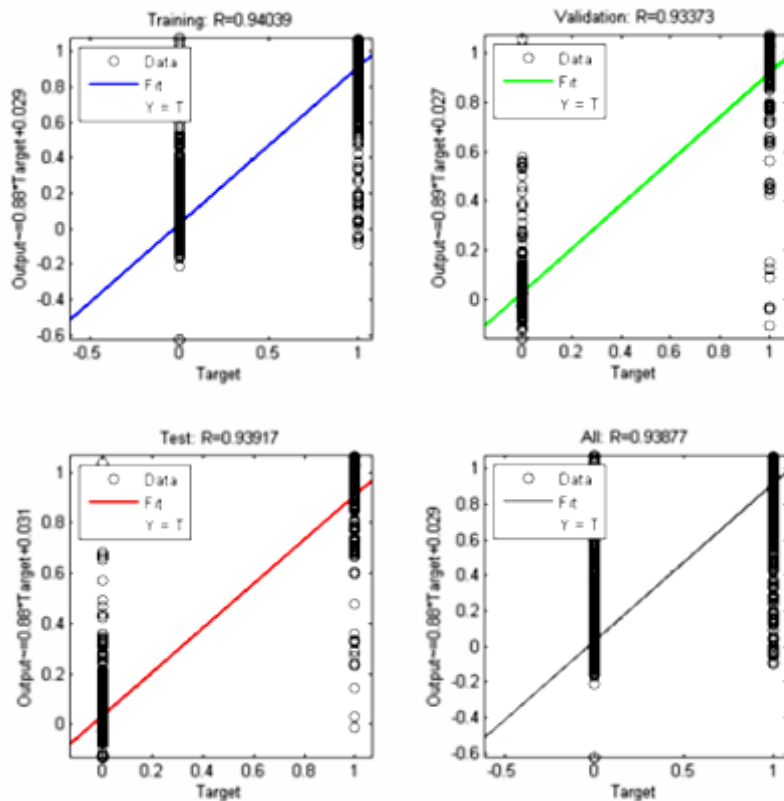 Training: R=0.94039
Data
Fit
Y = T
Output~=0.88*Target+0.029
1
0.8
0.6
0.4
0.2
0
-0.2
-0.4
-0.6
-0.5 0 0.5 1
Target
Validation: R=0.93373
Data
Fit
Y = T
Output~=0.89*Target+0.027
1
0.8
0.6
0.4
0.2
0
0 0.2 0.4 0.6 0.8 1
Target
Test: R=0.93917
Data
Fit
Y = T
Output~=0.88*Target+0.031
1
0.8
0.6
0.4
0.2
0
0 0.2 0.4 0.6 0.8 1
Target
All: R=0.93877
Data
Fit
Y = T
Output~=0.88*Target+0.029
1
0.8
0.6
0.4
0.2
0
-0.2
-0.4
-0.6
-0.5 0 0.5 1
Target